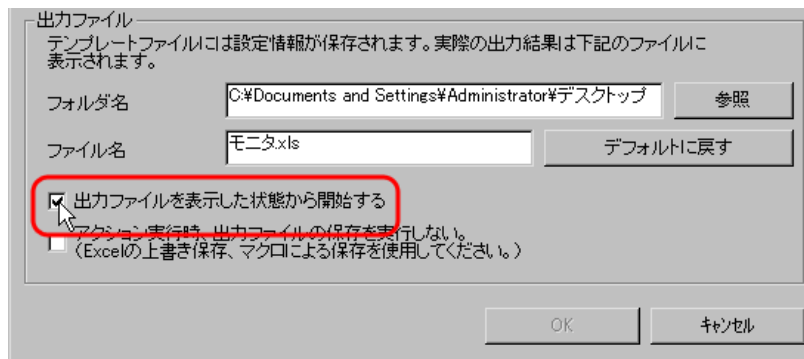 出力ファイル
テンプレートファイルには設定情報が保存されます。実際の出力結果は下記のファイルに
表示されます。
フォルダ名
C:¥Documents and Settings¥Administrator¥デスクトップ
参照
ファイル名
モニタ.xls
デフォルトに戻す
出力ファイルを表示した状態から開始する
アクション実行時、出力ファイルの保存を実行しない。
(Excelの上書き保存、マクロによる保存を使用してください。)
OK
キャンセル